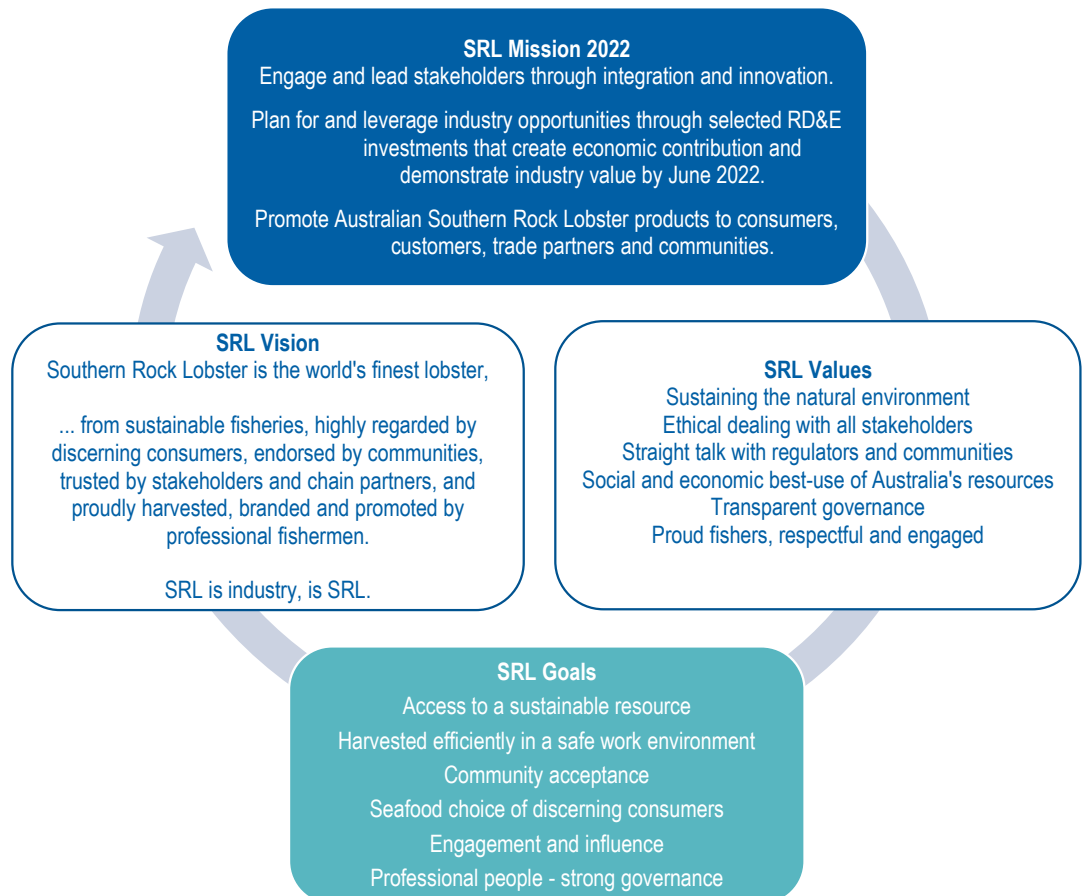 SRL Mission 2022
Engage and lead stakeholders through integration and innovation.
Plan for and leverage industry opportunities through selected RD&E
investments that create economic contribution and
demonstrate industry value by June 2022.
Promote Australian Southern Rock Lobster products to consumers,
customers, trade partners and communities.
SRL Vision
Southern Rock Lobster is the world's finest lobster,
... from sustainable fisheries, highly regarded by
discerning consumers, endorsed by communities,
trusted by stakeholders and chain partners, and
proudly harvested, branded and promoted by
professional fishermen.
SRL is industry, is SRL.
SRL Values
Sustaining the natural environment
Ethical dealing with all stakeholders
Straight talk with regulators and communities
Social and economic best-use of Australia's resources
Transparent governance
Proud fishers, respectful and engaged
SRL Goals
Access to a sustainable resource
Harvested efficiently in a safe work environment
Community acceptance
Seafood choice of discerning consumers
Engagement and influence
Professional people - strong governance